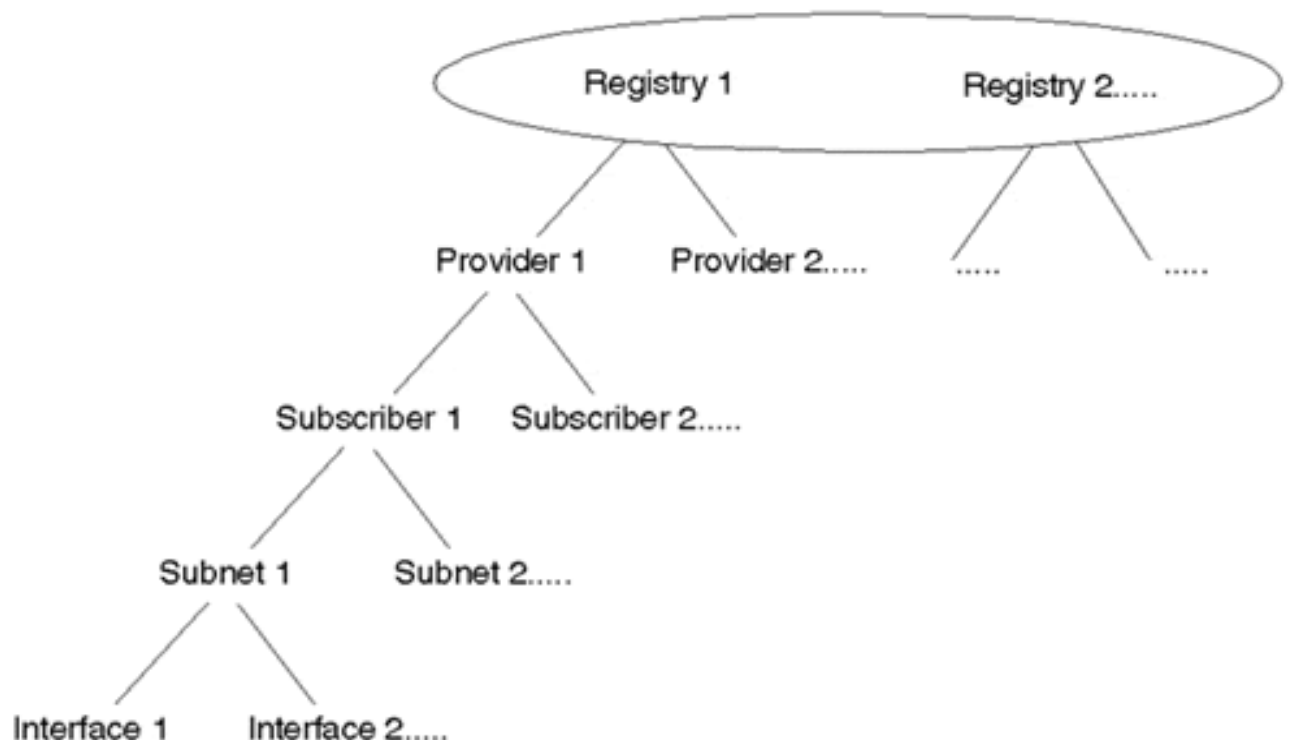 Registry 1 Registry 2.....
Provider 1 Provider 2..... ..... .....
Subscriber 1 Subscriber 2.....
Subnet 1 Subnet 2.....
Interface 1 Interface 2.....